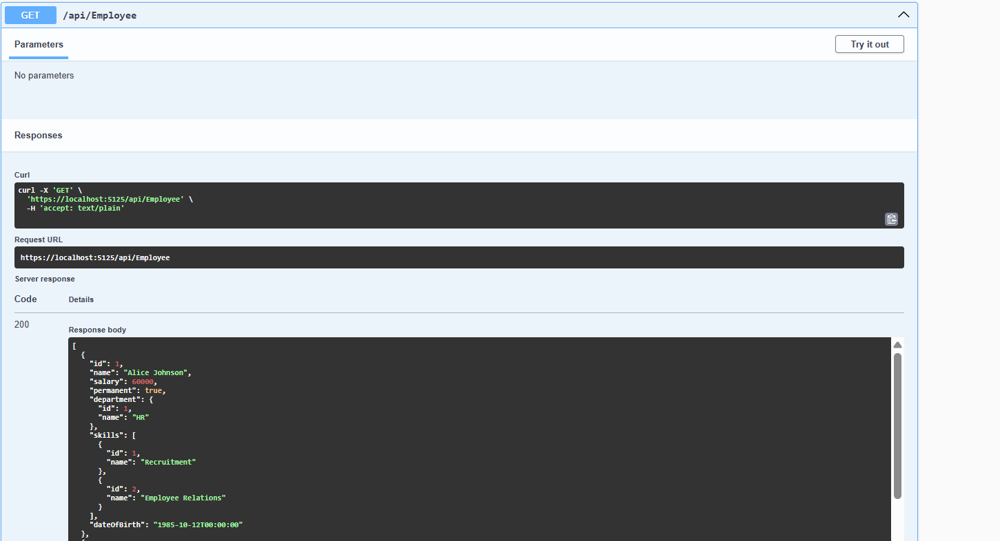 GET /api/Employee
Parameters
Try it out
No parameters
Responses
Curl
curl -X 'GET' \
  'https://localhost:5125/api/Employee' \
  -H 'accept: text/plain'
Request URL
https://localhost:5125/api/Employee
Server response
Code Details
200
Response body
[
  {
    "id": 1,
    "name": "Alice Johnson",
    "salary": 60000,
    "permanent": true,
    "department": {
      "id": 1,
      "name": "HR"
    },
    "skills": [
      {
        "id": 1,
        "name": "Recruitment"
      },
      {
        "id": 2,
        "name": "Employee Relations"
      }
    ],
    "dateOfBirth": "1985-10-12T00:00:00"
  },